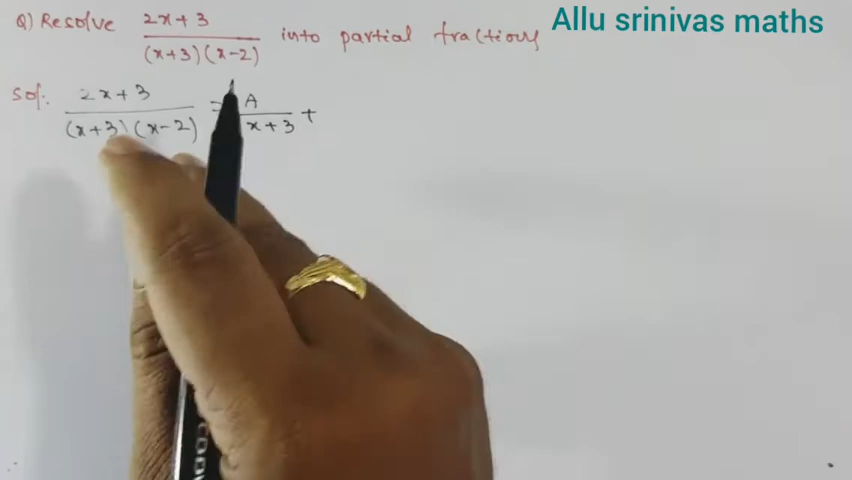 Allu srinivas maths
Q) Resolve (2x+3)/((x+3)(x-2)) into partial fractions
Sol: (2x+3)/((x+3)(x-2)) = A/(x+3) +